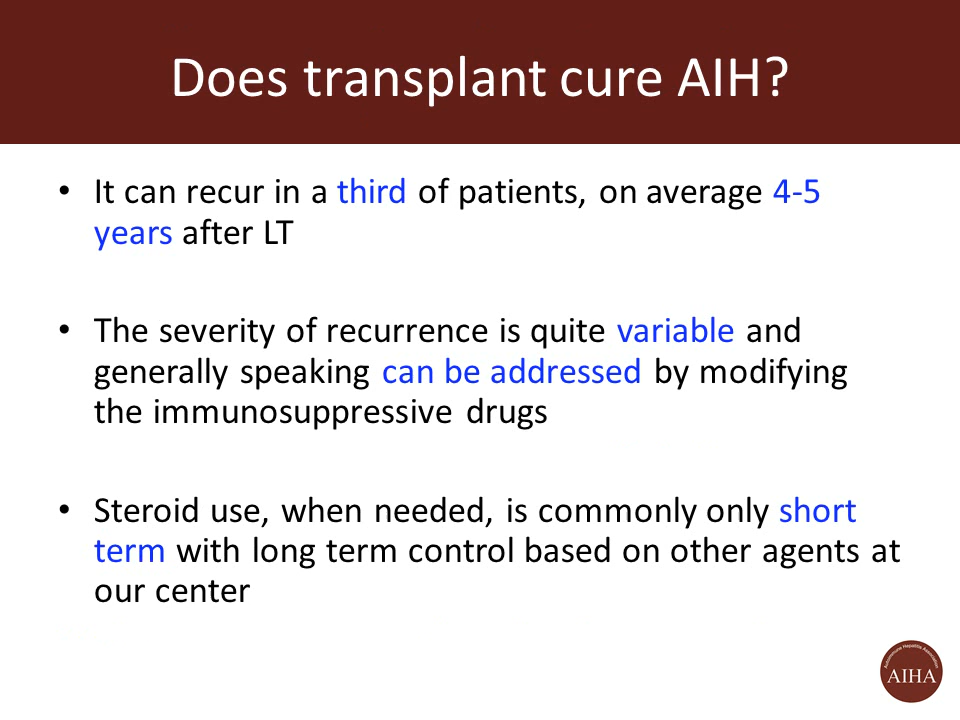 Does transplant cure AIH?
• It can recur in a third of patients, on average 4-5
years after LT
• The severity of recurrence is quite variable and
generally speaking can be addressed by modifying
the immunosuppressive drugs
• Steroid use, when needed, is commonly only short
term with long term control based on other agents at
our center
Autoimmune Hepatitis Association
AIHA